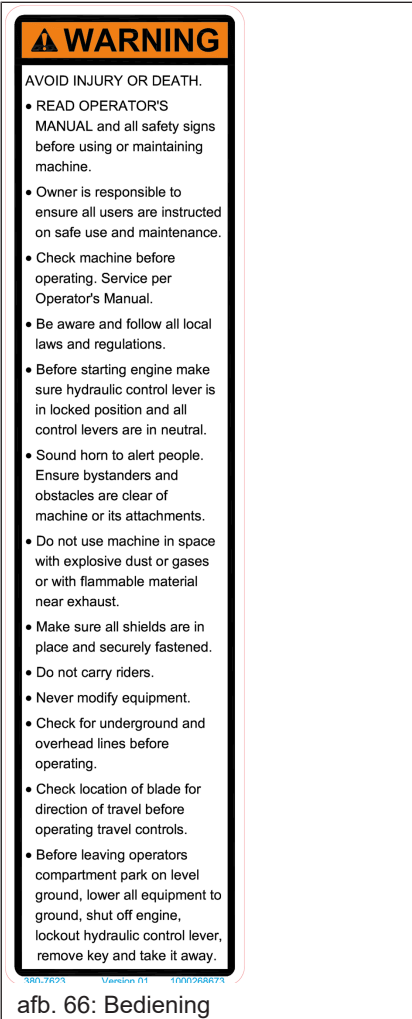 WARNING
AVOID INJURY OR DEATH.
• READ OPERATOR'S
MANUAL and all safety signs
before using or maintaining
machine.
• Owner is responsible to
ensure all users are instructed
on safe use and maintenance.
• Check machine before
operating. Service per
Operator's Manual.
• Be aware and follow all local
laws and regulations.
• Before starting engine make
sure hydraulic control lever is
in locked position and all
control levers are in neutral.
• Sound horn to alert people.
Ensure bystanders and
obstacles are clear of
machine or its attachments.
• Do not use machine in space
with explosive dust or gases
or with flammable material
near exhaust.
• Make sure all shields are in
place and securely fastened.
• Do not carry riders.
• Never modify equipment.
• Check for underground and
overhead lines before
operating.
• Check location of blade for
direction of travel before
operating travel controls.
• Before leaving operators
compartment park on level
ground, lower all equipment to
ground, shut off engine,
lockout hydraulic control lever,
remove key and take it away.
380-7623 Version 01 1000268673
afb. 66: Bediening